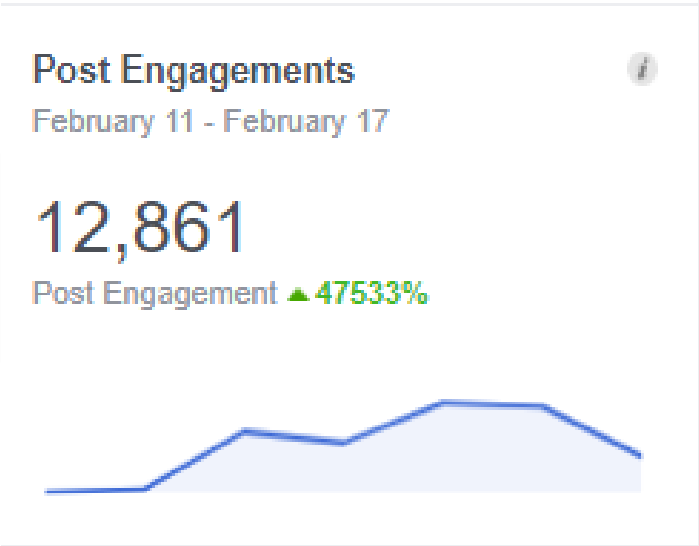 Post Engagements
i
February 11 - February 17
12,861
Post Engagement ▲ 47533%